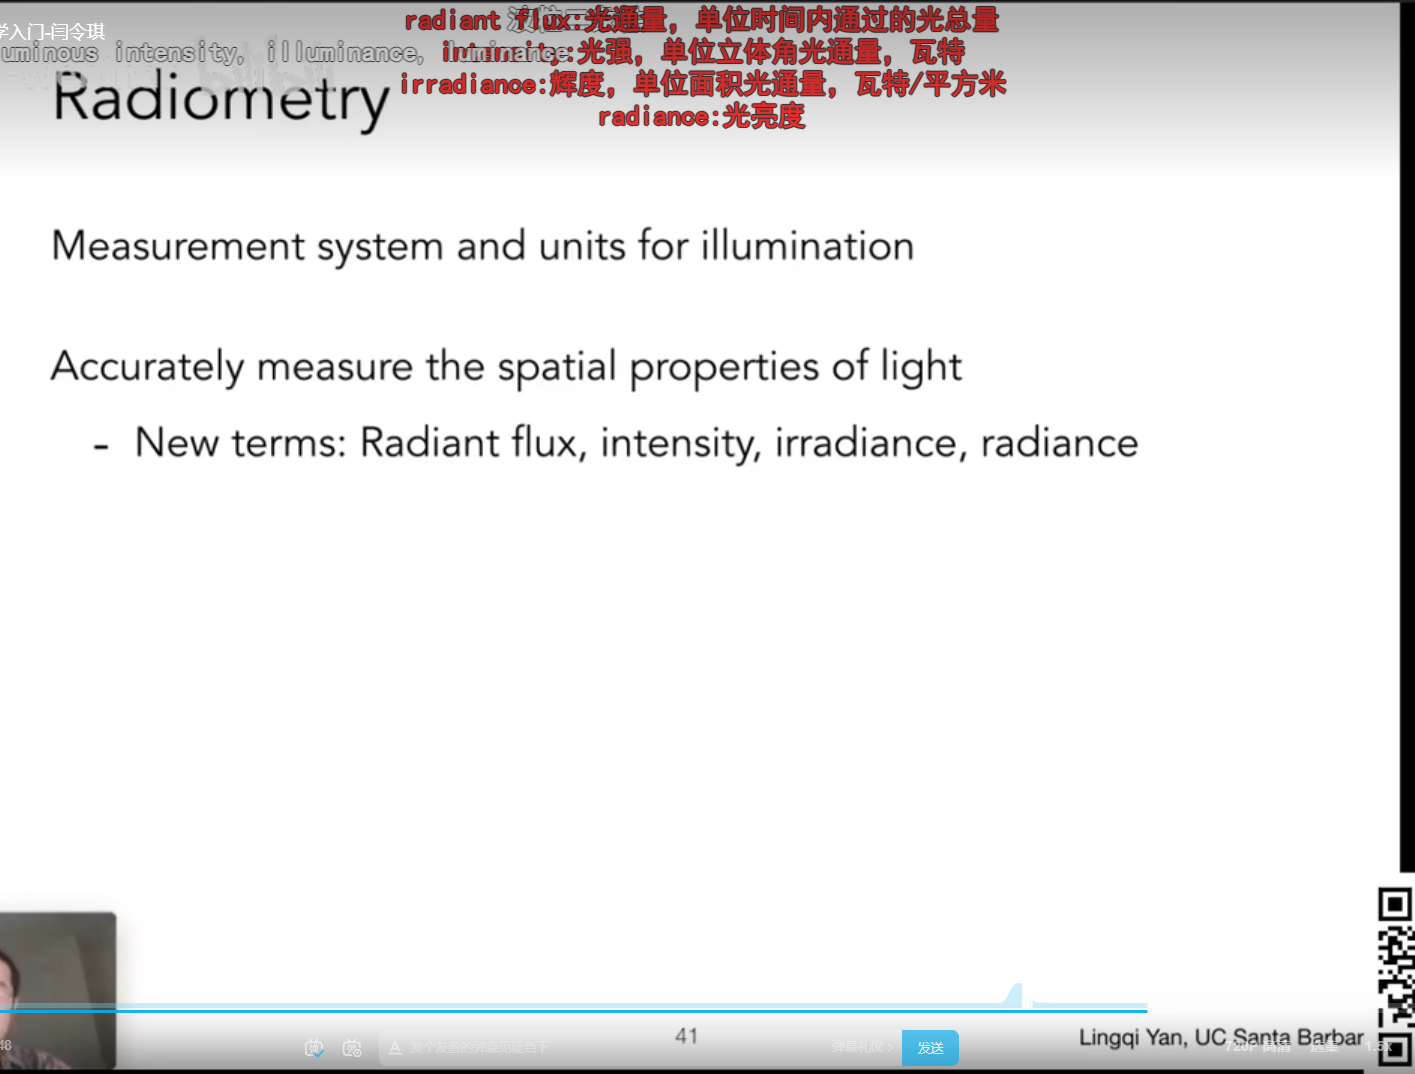 学入门-闫令琪
radiant flux:光通量，单位时间内通过的光总量
uminous intensity, illuminance, luminance
intensity:光强，单位立体角光通量，瓦特
irradiance:辉度，单位面积光通量，瓦特/平方米
radiance:光亮度
Radiometry
Measurement system and units for illumination
Accurately measure the spatial properties of light
- New terms: Radiant flux, intensity, irradiance, radiance
41
Lingqi Yan, UC Santa Barbar
48
发个友善的弹幕见证当下
弹幕礼仪 >
发送
720P 高清
选集
1.5x